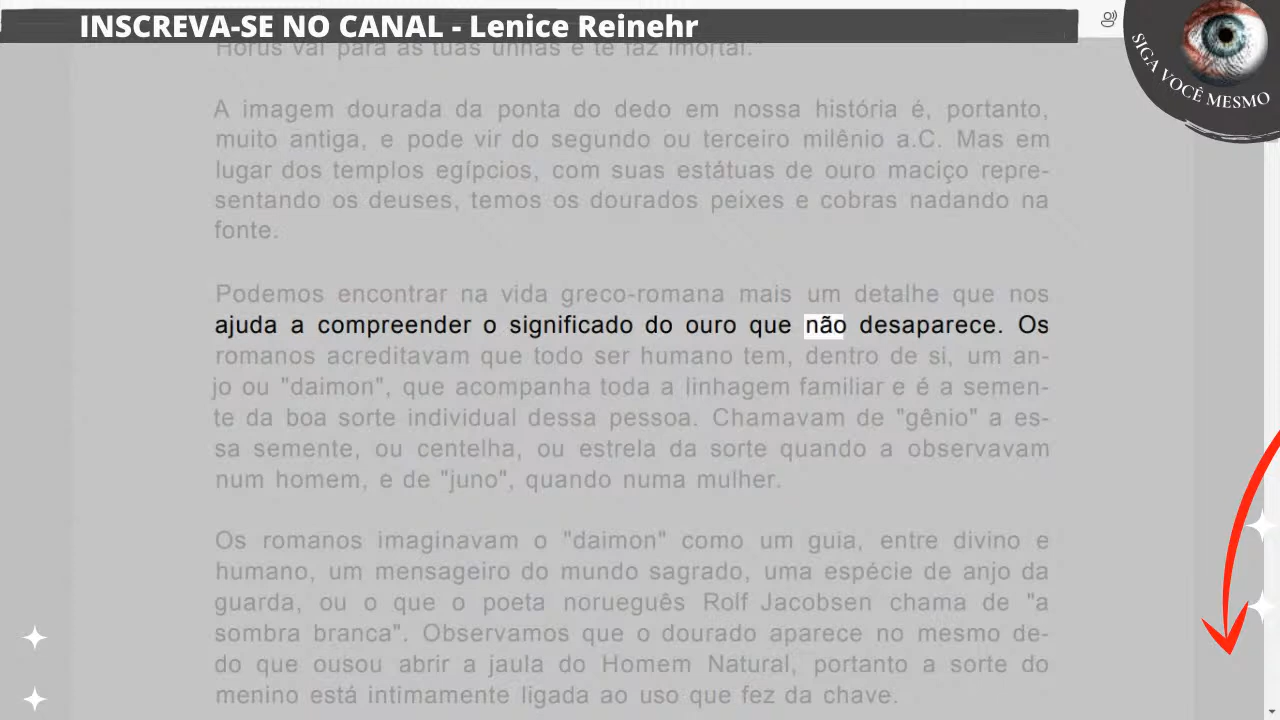 INSCREVA-SE NO CANAL - Lenice Reinehr
SIGA VOCÊ MESMO
Hórus vai para as tuas unhas e te faz imortal."
A imagem dourada da ponta do dedo em nossa história é, portanto,
muito antiga, e pode vir do segundo ou terceiro milênio a.C. Mas em
lugar dos templos egípcios, com suas estátuas de ouro maciço repre-
sentando os deuses, temos os dourados peixes e cobras nadando na
fonte.
Podemos encontrar na vida greco-romana mais um detalhe que nos
ajuda a compreender o significado do ouro que não desaparece. Os
romanos acreditavam que todo ser humano tem, dentro de si, um an-
jo ou "daimon", que acompanha toda a linhagem familiar e é a semen-
te da boa sorte individual dessa pessoa. Chamavam de "gênio" a es-
sa semente, ou centelha, ou estrela da sorte quando a observavam
num homem, e de "juno", quando numa mulher.
Os romanos imaginavam o "daimon" como um guia, entre divino e
humano, um mensageiro do mundo sagrado, uma espécie de anjo da
guarda, ou o que o poeta norueguês Rolf Jacobsen chama de "a
sombra branca". Observamos que o dourado aparece no mesmo de-
do que ousou abrir a jaula do Homem Natural, portanto a sorte do
menino está intimamente ligada ao uso que fez da chave.